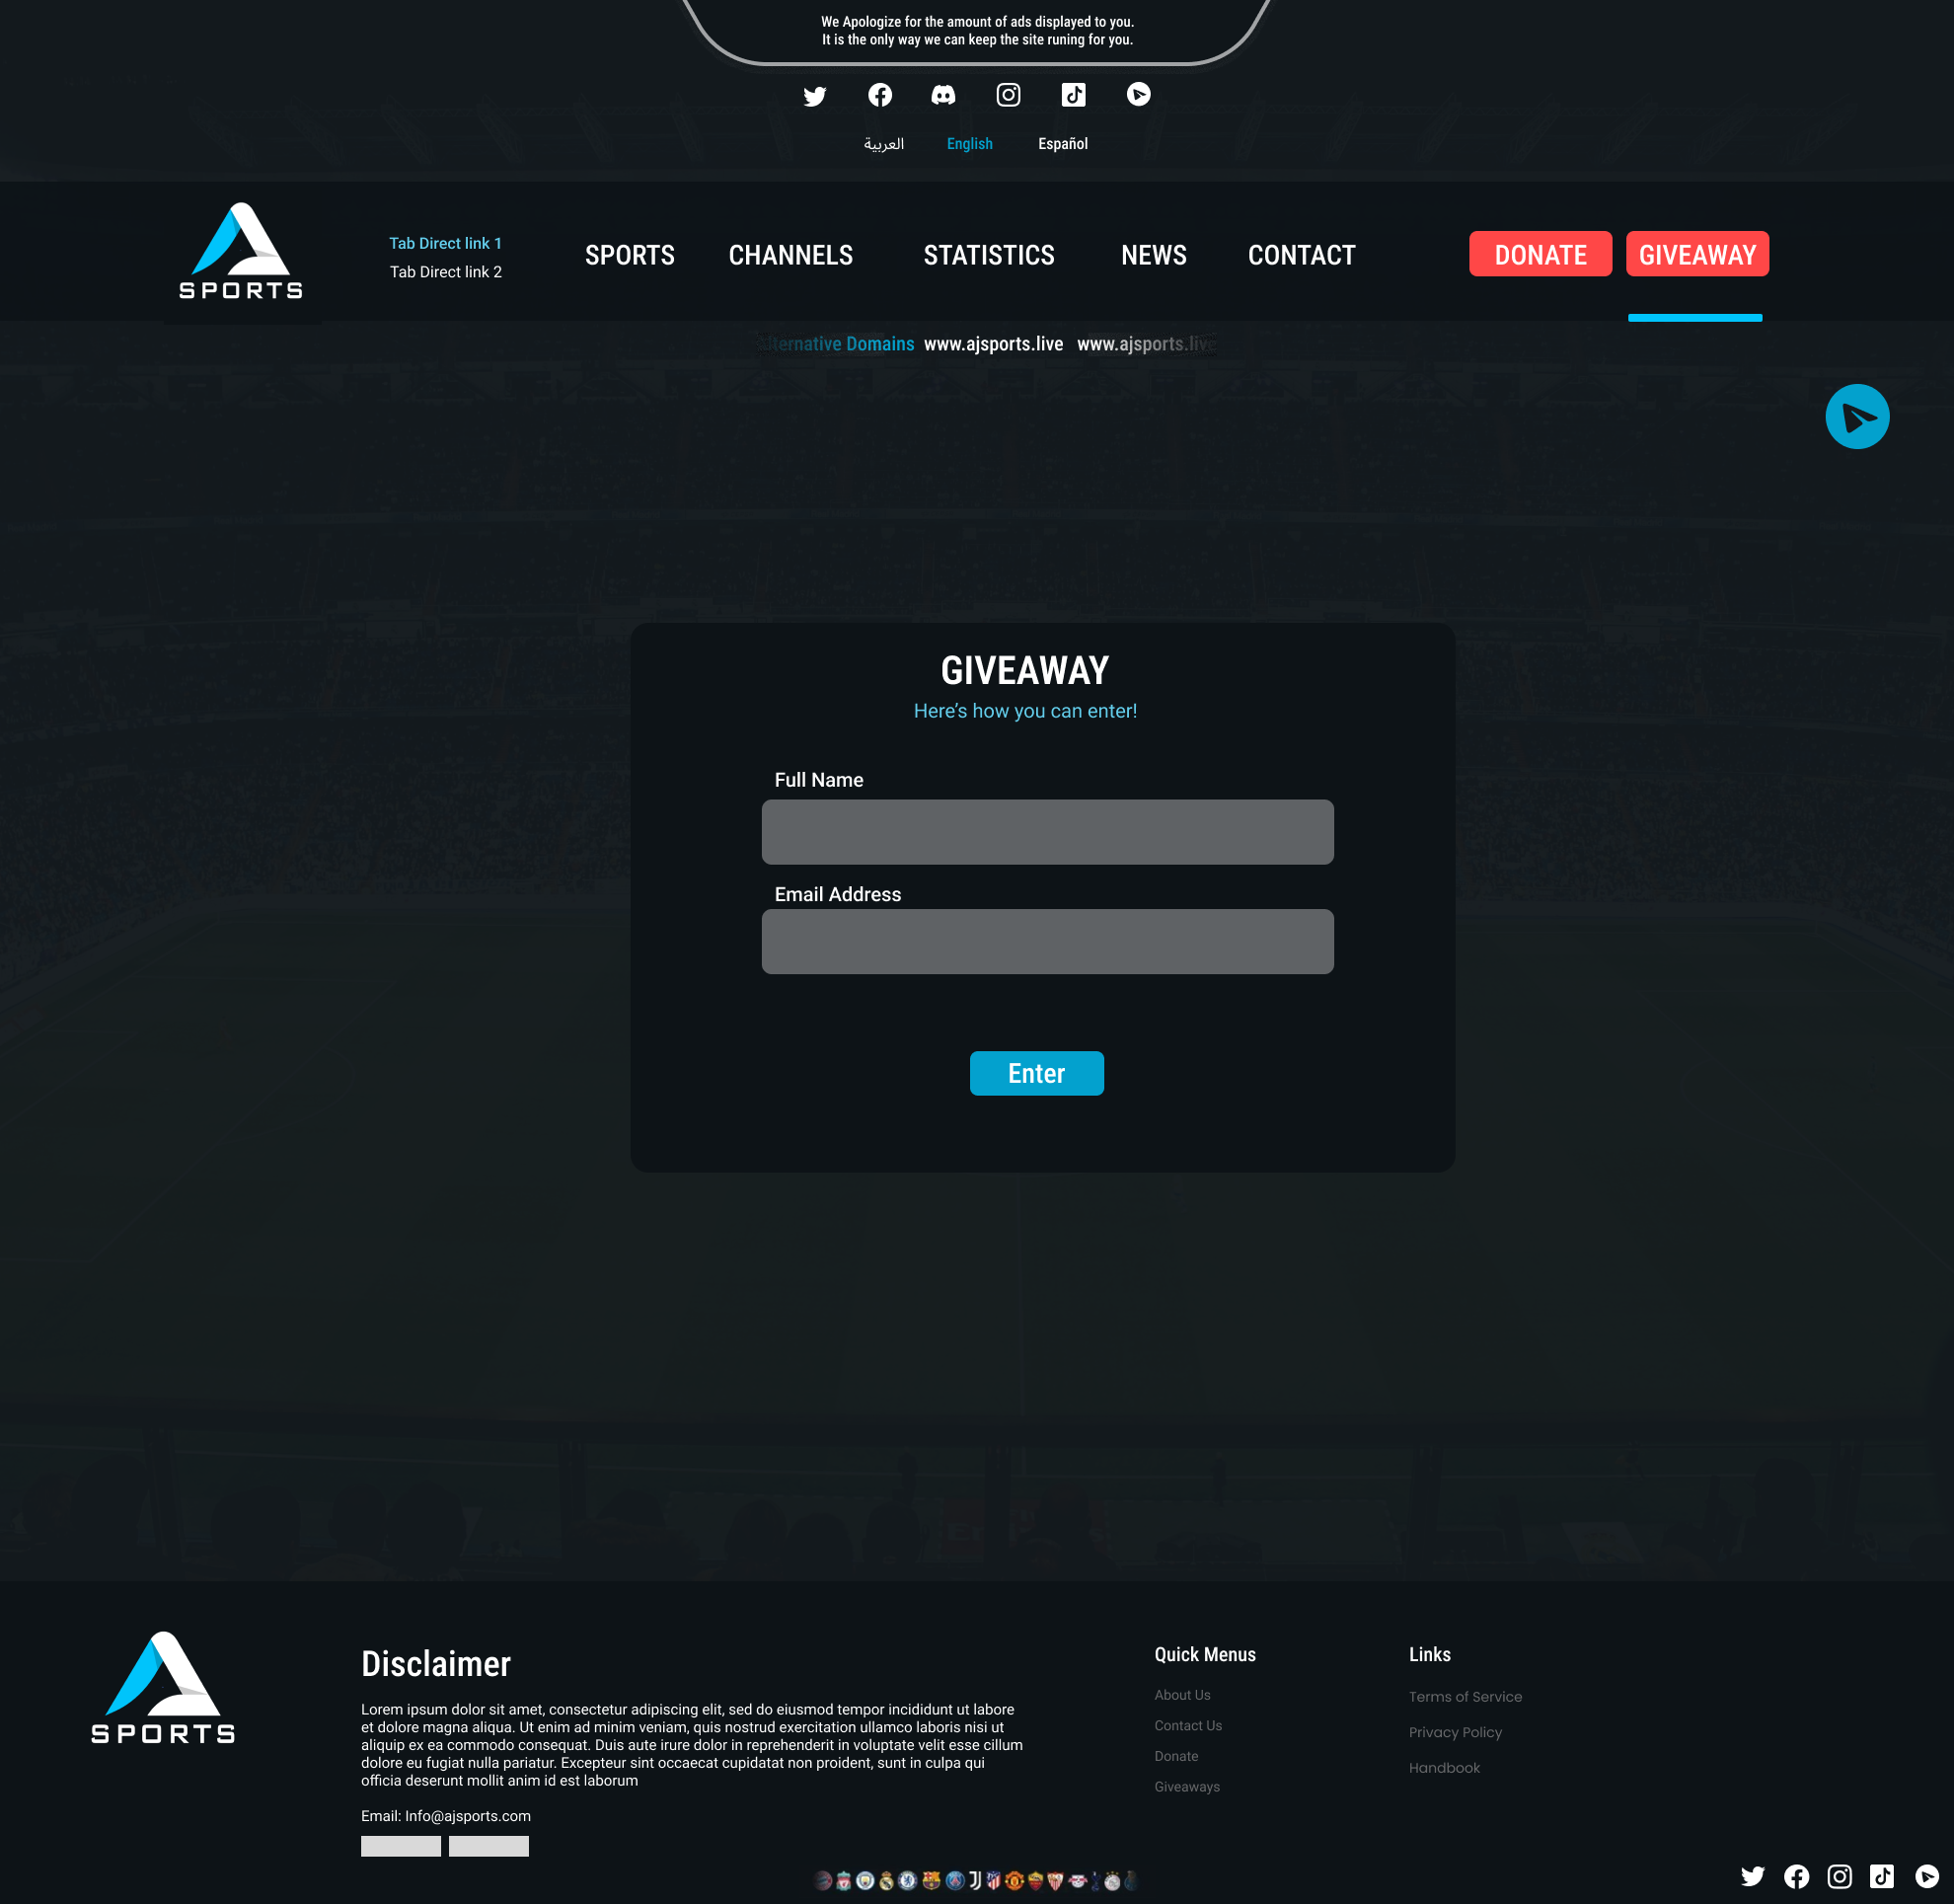 We Apologize for the amount of ads displayed to you.
It is the only way we can keep the site runing for you.
العربية English Español
SPORTS
Tab Direct link 1
Tab Direct link 2
SPORTS CHANNELS STATISTICS NEWS CONTACT
DONATE GIVEAWAY
lternative Domains www.ajsports.live www.ajsports.live
GIVEAWAY
Here’s how you can enter!
Full Name
Email Address
Enter
SPORTS
Disclaimer
Lorem ipsum dolor sit amet, consectetur adipiscing elit, sed do eiusmod tempor incididunt ut labore
et dolore magna aliqua. Ut enim ad minim veniam, quis nostrud exercitation ullamco laboris nisi ut
aliquip ex ea commodo consequat. Duis aute irure dolor in reprehenderit in voluptate velit esse cillum
dolore eu fugiat nulla pariatur. Excepteur sint occaecat cupidatat non proident, sunt in culpa qui
officia deserunt mollit anim id est laborum
Email: Info@ajsports.com
Quick Menus
About Us
Contact Us
Donate
Giveaways
Links
Terms of Service
Privacy Policy
Handbook